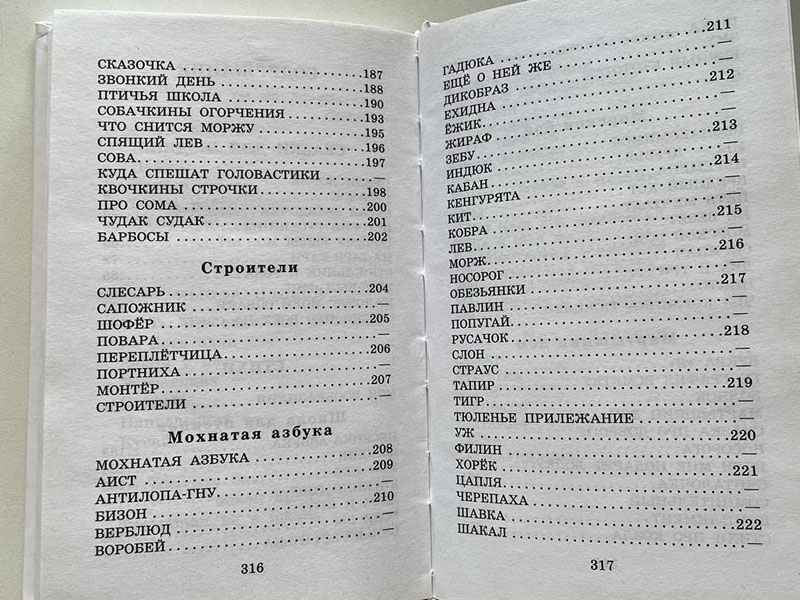 СКАЗОЧКА ........ 187
ЗВОНКИЙ ДЕНЬ ........ 188
ПТИЧЬЯ ШКОЛА ........ 190
СОБАЧКИНЫ ОГОРЧЕНИЯ ........ 193
ЧТО СНИТСЯ МОРЖУ ........ 195
СПЯЩИЙ ЛЕВ ........ 196
СОВА ........ 197
КУДА СПЕШАТ ГОЛОВАСТИКИ ........ —
КВОЧКИНЫ СТРОЧКИ ........ 198
ПРО СОМА ........ 200
ЧУДАК СУДАК ........ 201
БАРБОСЫ ........ 202
Строители
СЛЕСАРЬ ........ 204
САПОЖНИК ........ —
ШОФЁР ........ 205
ПОВАРА ........ —
ПЕРЕПЛЁТЧИЦА ........ 206
ПОРТНИХА ........ —
МОНТЁР ........ 207
СТРОИТЕЛИ ........ —
Мохнатая азбука
МОХНАТАЯ АЗБУКА ........ 208
АИСТ ........ 209
АНТИЛОПА-ГНУ ........ —
БИЗОН ........ 210
ВЕРБЛЮД ........ —
ВОРОБЕЙ ........ —
316
ГАДЮКА ........ 211
ЕЩЁ О НЕЙ ЖЕ ........ —
ДИКОБРАЗ ........ —
ЕХИДНА ........ 212
ЁЖИК ........ —
ЖИРАФ ........ —
ЗЕБУ ........ 213
ИНДЮК ........ —
КАБАН ........ 214
КЕНГУРЯТА ........ —
КИТ ........ —
КОБРА ........ 215
ЛЕВ ........ —
МОРЖ ........ 216
НОСОРОГ ........ —
ОБЕЗЬЯНКИ ........ 217
ПАВЛИН ........ —
ПОПУГАЙ ........ —
РУСАЧОК ........ 218
СЛОН ........ —
СТРАУС ........ —
ТАПИР ........ 219
ТИГР ........ —
ТЮЛЕНЬЕ ПРИЛЕЖАНИЕ ........ —
УЖ ........ 220
ФИЛИН ........ —
ХОРЁК ........ 221
ЦАПЛЯ ........ —
ЧЕРЕПАХА ........ —
ШАВКА ........ 222
ШАКАЛ ........ —
317